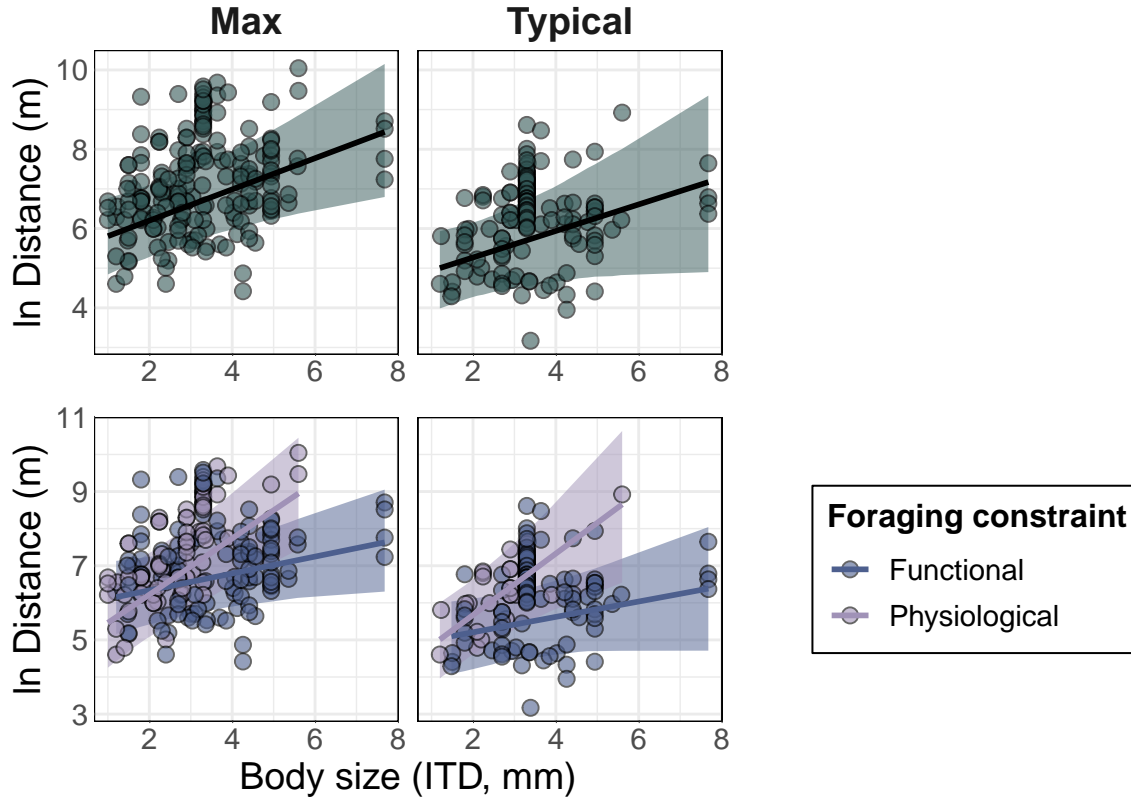 Max
Typical
ln Distance (m)
10
8
6
4
2 4 6 8
2 4 6 8
ln Distance (m)
11
9
7
5
3
2 4 6 8
2 4 6 8
Body size (ITD, mm)
Foraging constraint
Functional
Physiological